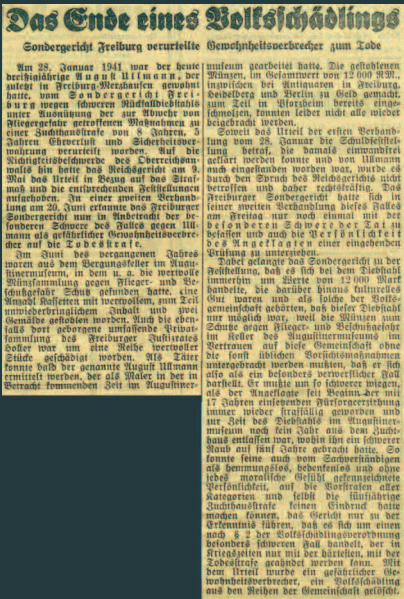 Das Ende eines Volksschädlings
Sondergericht Freiburg verurteilte Gewohnheitsverbrecher zum Tode
Am 28. Januar 1941 war der heute
dreißigjährige August Ullmann, der
zuletzt in Freiburg-Merzhausen gewohnt
hatte, vom Sondergericht Frei-
burg wegen schweren Rückfalldiebstahls
unter Ausnützung der zur Abwehr von
Fliegergefahr getroffenen Maßnahmen zu
einer Zuchthausstrafe von 8 Jahren, 5
Jahren Ehrverlust und Sicherungsver-
wahrung verurteilt worden. Auf die
Nichtigkeitsbeschwerde des Oberreichsan-
walts hin hatte das Reichsgericht am 9.
Mai das Urteil in Bezug auf das Straf-
maß und die entsprechenden Feststellungen
aufgehoben. In einer zweiten Verhand-
lung am 20. Juni erkannte das Freiburger
Sondergericht nun in Anbetracht der be-
sonderen Schwere des Falles gegen Ull-
mann als gefährlicher Gewohnheitsverbre-
cher auf die Todesstrafe.
Im Juni des vergangenen Jahres
waren aus dem Bergungskeller im Augu-
stinermuseum, in dem u. a. die wertvolle
Münzsammlung gegen Flieger- und Be-
schußgefahr Schutz gefunden hatte, eine
Anzahl Kassetten mit wertvollem, zum Teil
unwiederbringlichem Inhalt und zwei
Gemälde gestohlen worden. Auch die eben-
falls dort geborgene umfassende Privat-
sammlung des Freiburger Justizrates
Holler war um eine Reihe wertvoller
Stücke geschädigt worden. Als Täter
konnte bald der genannte August Ullmann
ermittelt werden, der als Maler in der in
Betracht kommenden Zeit im Augustiner-
museum gearbeitet hatte. Die gestohlenen
Münzen, im Gesamtwert von 12 000 RM.,
inzwischen bei Antiquaren in Freiburg,
Heidelberg und Berlin zu Geld gemacht,
zum Teil in Pforzheim bereits einge-
schmolzen, konnten leider nicht alle wieder
beigebracht werden.
Soweit das Urteil der ersten Verhand-
lung vom 28. Januar die Schuldfeststel-
lung betraf, die damals einwandfrei
geklärt werden konnte und von Ullmann
auch eingestanden worden war, wurde es
durch den Spruch des Reichsgerichts nicht
betroffen und daher rechtskräftig. Das
Freiburger Sondergericht hatte sich in
einer zweiten Verhandlung dieses Falles
am Freitag nur noch einmal mit der
besonderen Schwere der Tat zu
befassen und auch die Persönlichkeit
des Angeklagten einer eingehenden
Prüfung zu unterziehen.
Dabei gelangte das Sondergericht zu der
Feststellung, daß es sich bei dem Diebstahl
immerhin um Werte von 12 000 Mark
handelte, die darüber hinaus kulturelles
Gut waren und als solche der Volks-
gemeinschaft gehörten, daß dieser Diebstahl
nur möglich war, weil die Münzen zum
Schutze gegen Flieger- und Beschußgefahr
im Keller des Augustinermuseums im
Vertrauen auf diese Gemeinschaft ohne
die sonst üblichen Vorsichtsmaßnahmen
untergebracht werden mußten, daß er sich
also als ein besonders verwerflicher Fall
darstellt. Er mußte um so schwerer wiegen,
als der Angeklagte seit Beginn der mit
17 Jahren einsetzenden Fürsorgeerziehung
immer wieder straffällig geworden und
zur Zeit des Diebstahls im Augustiner-
museum noch kein Jahr aus dem Zucht-
haus entlassen war, wohin ihn ein schwerer
Raub auf fünf Jahre gebracht hatte. So
konnte seine auch vom Sachverständigen
als hemmungslos, bedenkenlos und ohne
jedes moralische Gefühl gekennzeichnete
Persönlichkeit, auf die Vorstrafen aller
Kategorien und selbst die fünfjährige
Zuchthausstrafe keinen Eindruck hatte
machen können, das Gericht nur zu der
Erkenntnis führen, daß es sich um einen
nach § 2 der Volksschädlingsverordnung
besonders schweren Fall handelt, der in
Kriegszeiten nur mit der härtesten, mit der
Todesstrafe geahndet werden kann. Mit
dem Urteil wurde ein gefährlicher Ge-
wohnheitsverbrecher, ein Volksschädling
aus den Reihen der Gemeinschaft gelöscht.